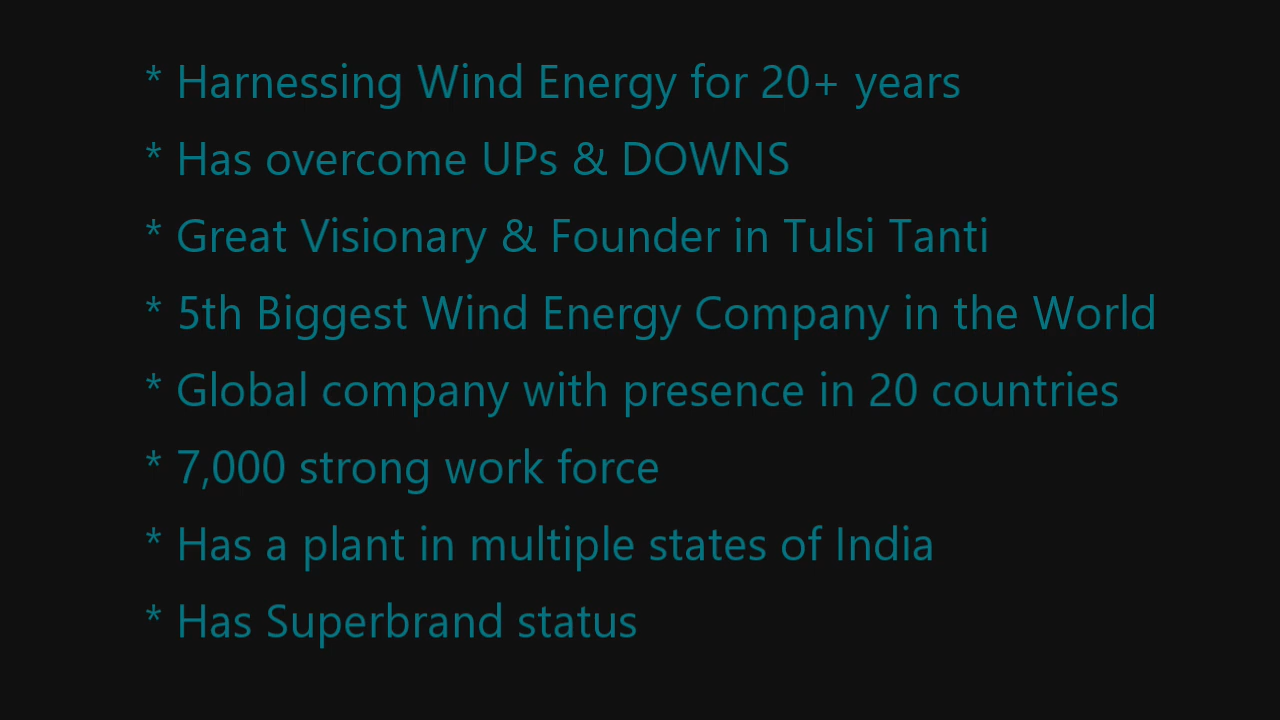 * Harnessing Wind Energy for 20+ years
* Has overcome UPs & DOWNS
* Great Visionary & Founder in Tulsi Tanti
* 5th Biggest Wind Energy Company in the World
* Global company with presence in 20 countries
* 7,000 strong work force
* Has a plant in multiple states of India
* Has Superbrand status